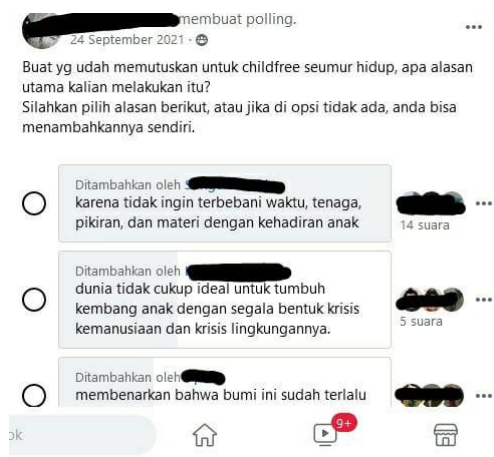 membuat polling.
24 September 2021 ·
Buat yg udah memutuskan untuk childfree seumur hidup, apa alasan
utama kalian melakukan itu?
Silahkan pilih alasan berikut, atau jika di opsi tidak ada, anda bisa
menambahkannya sendiri.
Ditambahkan oleh
karena tidak ingin terbebani waktu, tenaga,
pikiran, dan materi dengan kehadiran anak
14 suara
Ditambahkan oleh
dunia tidak cukup ideal untuk tumbuh
kembang anak dengan segala bentuk krisis
kemanusiaan dan krisis lingkungannya.
5 suara
Ditambahkan oleh
membenarkan bahwa bumi ini sudah terlalu
ok
9+